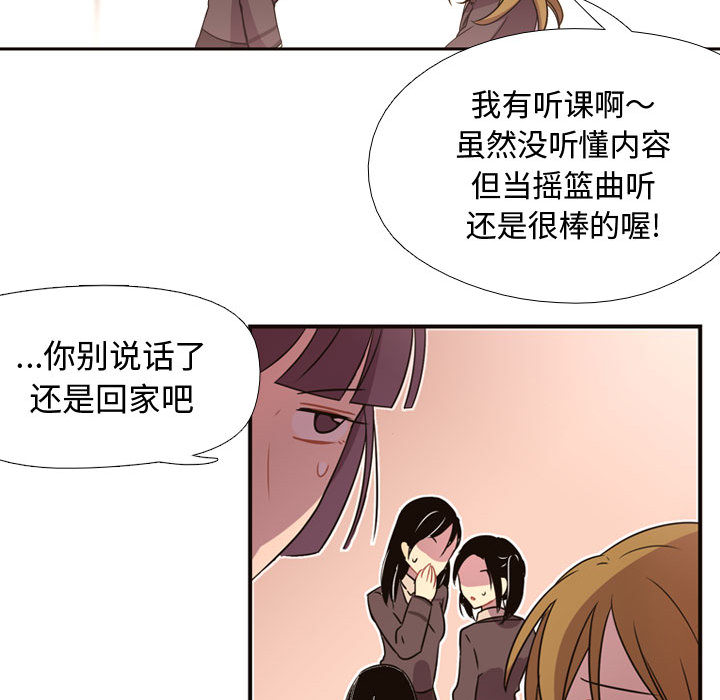 我有听课啊～
虽然没听懂内容
但当摇篮曲听
还是很棒的喔!
...你别说话了
还是回家吧